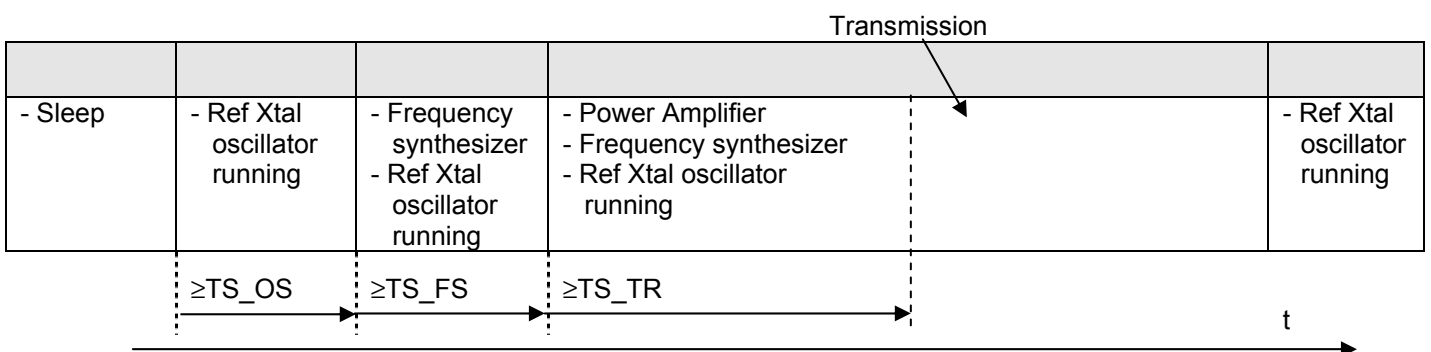 Transmission
- Sleep
- Ref Xtal
oscillator
running
- Frequency
synthesizer
- Ref Xtal
oscillator
running
- Power Amplifier
- Frequency synthesizer
- Ref Xtal oscillator
running
- Ref Xtal
oscillator
running
≥TS_OS
≥TS_FS
≥TS_TR
t